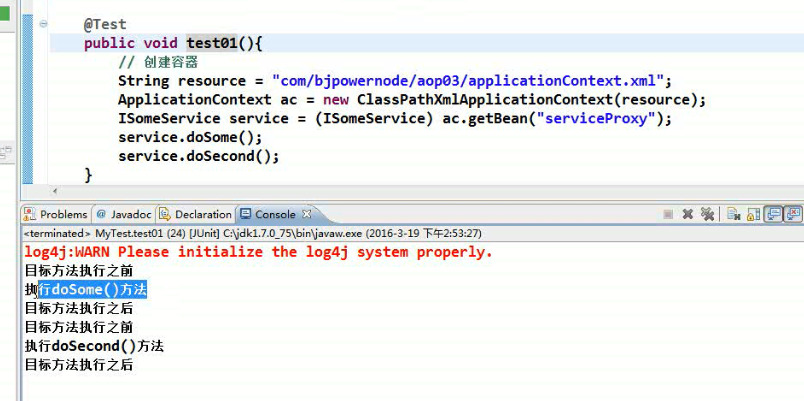 @Test
public void test01(){
// 创建容器
String resource = "com/bjpowernode/aop03/applicationContext.xml";
ApplicationContext ac = new ClassPathXmlApplicationContext(resource);
ISomeService service = (ISomeService) ac.getBean("serviceProxy");
service.doSome();
service.doSecond();
}
Problems @ Javadoc Declaration Console
<terminated> MyTest.test01 (24) [JUnit] C:\jdk1.7.0_75\bin\javaw.exe (2016-3-19 下午2:53:27)
log4j:WARN Please initialize the log4j system properly.
目标方法执行之前
执行doSome()方法
目标方法执行之后
目标方法执行之前
执行doSecond()方法
目标方法执行之后